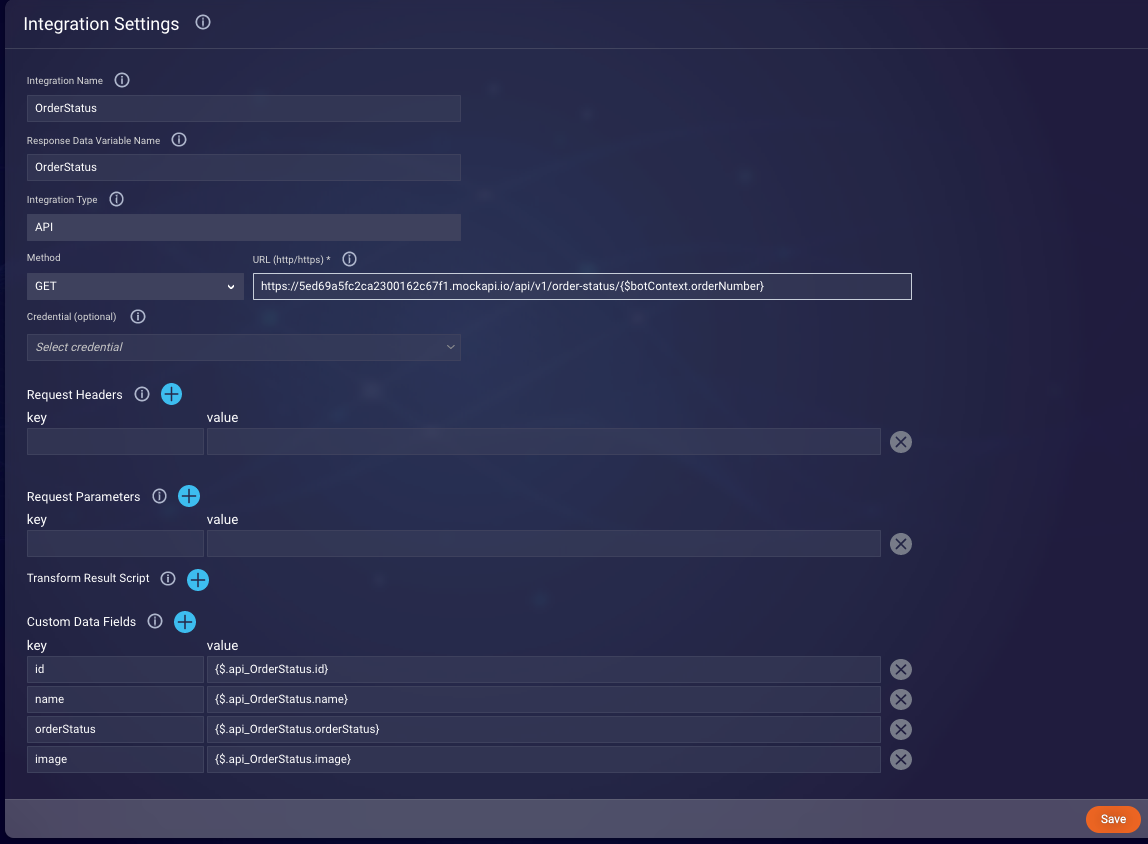 Integration Settings
Integration Name
OrderStatus
Response Data Variable Name
OrderStatus
Integration Type
API
Method URL (http/https) *
GET https://5ed69a5fc2ca2300162c67f1.mockapi.io/api/v1/order-status/{$botContext.orderNumber}
Credential (optional)
Select credential
Request Headers
key value
Request Parameters
key value
Transform Result Script
Custom Data Fields
key value
id {$.api_OrderStatus.id}
name {$.api_OrderStatus.name}
orderStatus {$.api_OrderStatus.orderStatus}
image {$.api_OrderStatus.image}
Save